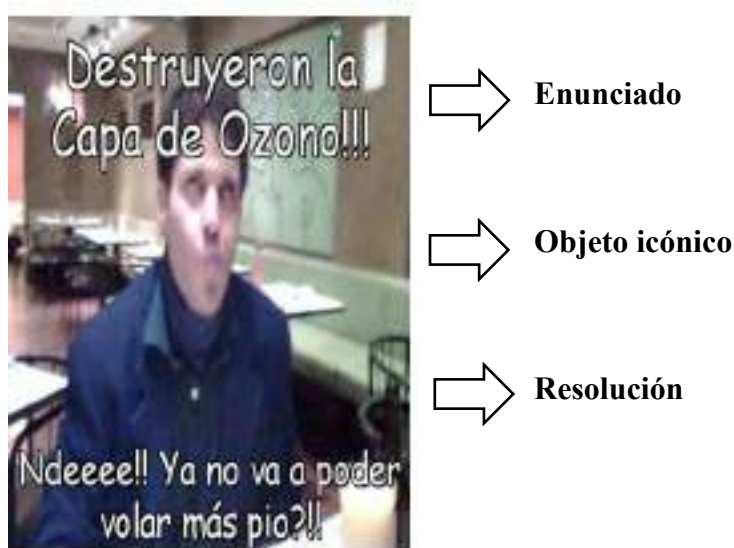 Destruyeron la
Capa de Ozono!!!
Enunciado
Objeto icónico
Resolución
Ndeeee!! Ya no va a poder
volar más pio?!!